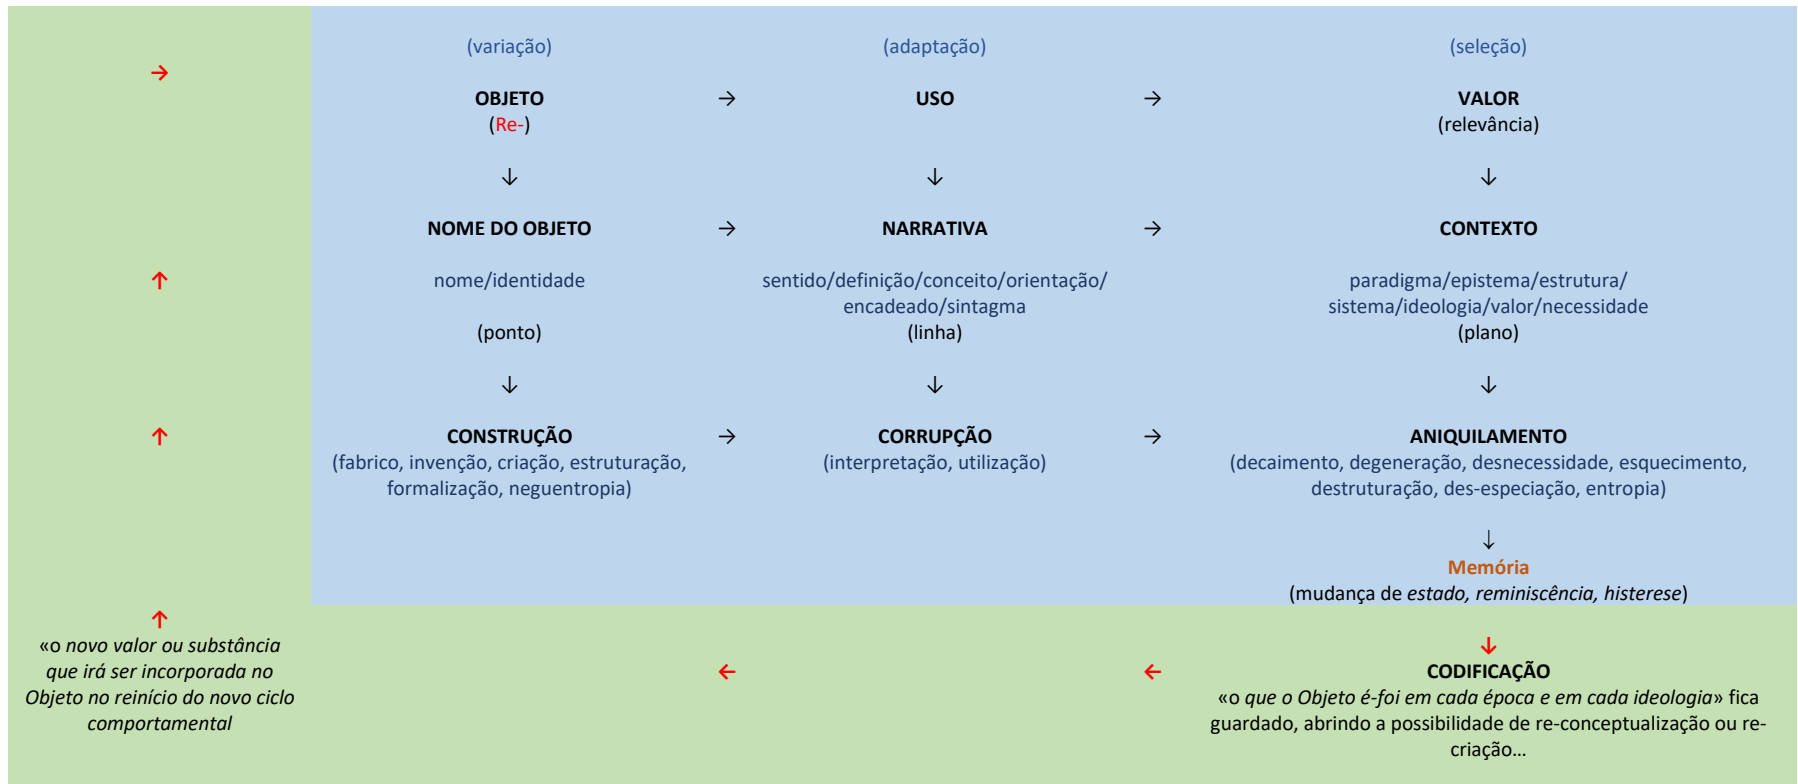 (variação) (adaptação) (seleção)
→
OBJETO → USO → VALOR
(Re-) (relevância)
↓ ↓ ↓
NOME DO OBJETO → NARRATIVA → CONTEXTO
↑ nome/identidade sentido/definição/conceito/orientação/ paradigma/epistema/estrutura/
encadeado/sintagma sistema/ideologia/valor/necessidade
(ponto) (linha) (plano)
↓ ↓ ↓
↑ CONSTRUÇÃO → CORRUPÇÃO → ANIQUILAMENTO
(fabrico, invenção, criação, estruturação, (interpretação, utilização) (decaimento, degeneração, desnecessidade, esquecimento,
formalização, neguentropia) destruturação, des-especiação, entropia)
↓
Memória
(mudança de estado, reminiscência, histerese)
↑
«o novo valor ou substância
que irá ser incorporada no
Objeto no reinício do novo ciclo
comportamental
← ← ↓
CODIFICAÇÃO
«o que o Objeto é-foi em cada época e em cada ideologia» fica
guardado, abrindo a possibilidade de re-conceptualização ou re-
criação…